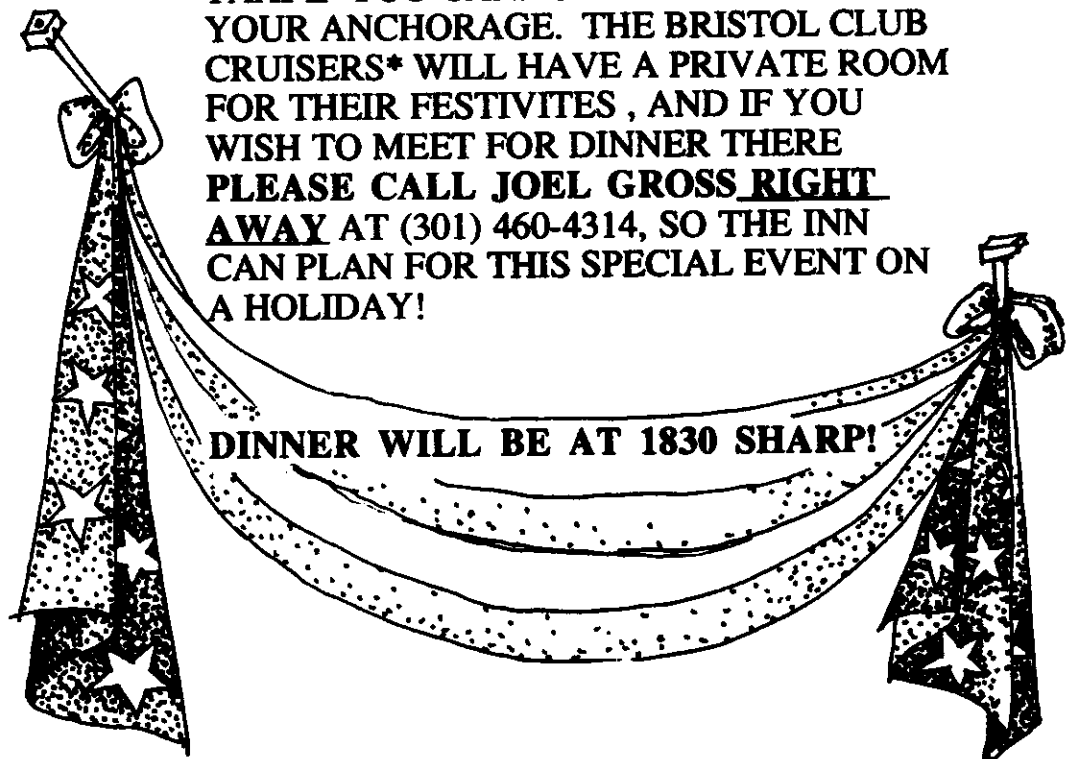 YOUR ANCHORAGE. THE BRISTOL CLUB
CRUISERS* WILL HAVE A PRIVATE ROOM
FOR THEIR FESTIVITES , AND IF YOU
WISH TO MEET FOR DINNER THERE
PLEASE CALL JOEL GROSS RIGHT
AWAY AT (301) 460-4314, SO THE INN
CAN PLAN FOR THIS SPECIAL EVENT ON
A HOLIDAY!
DINNER WILL BE AT 1830 SHARP!